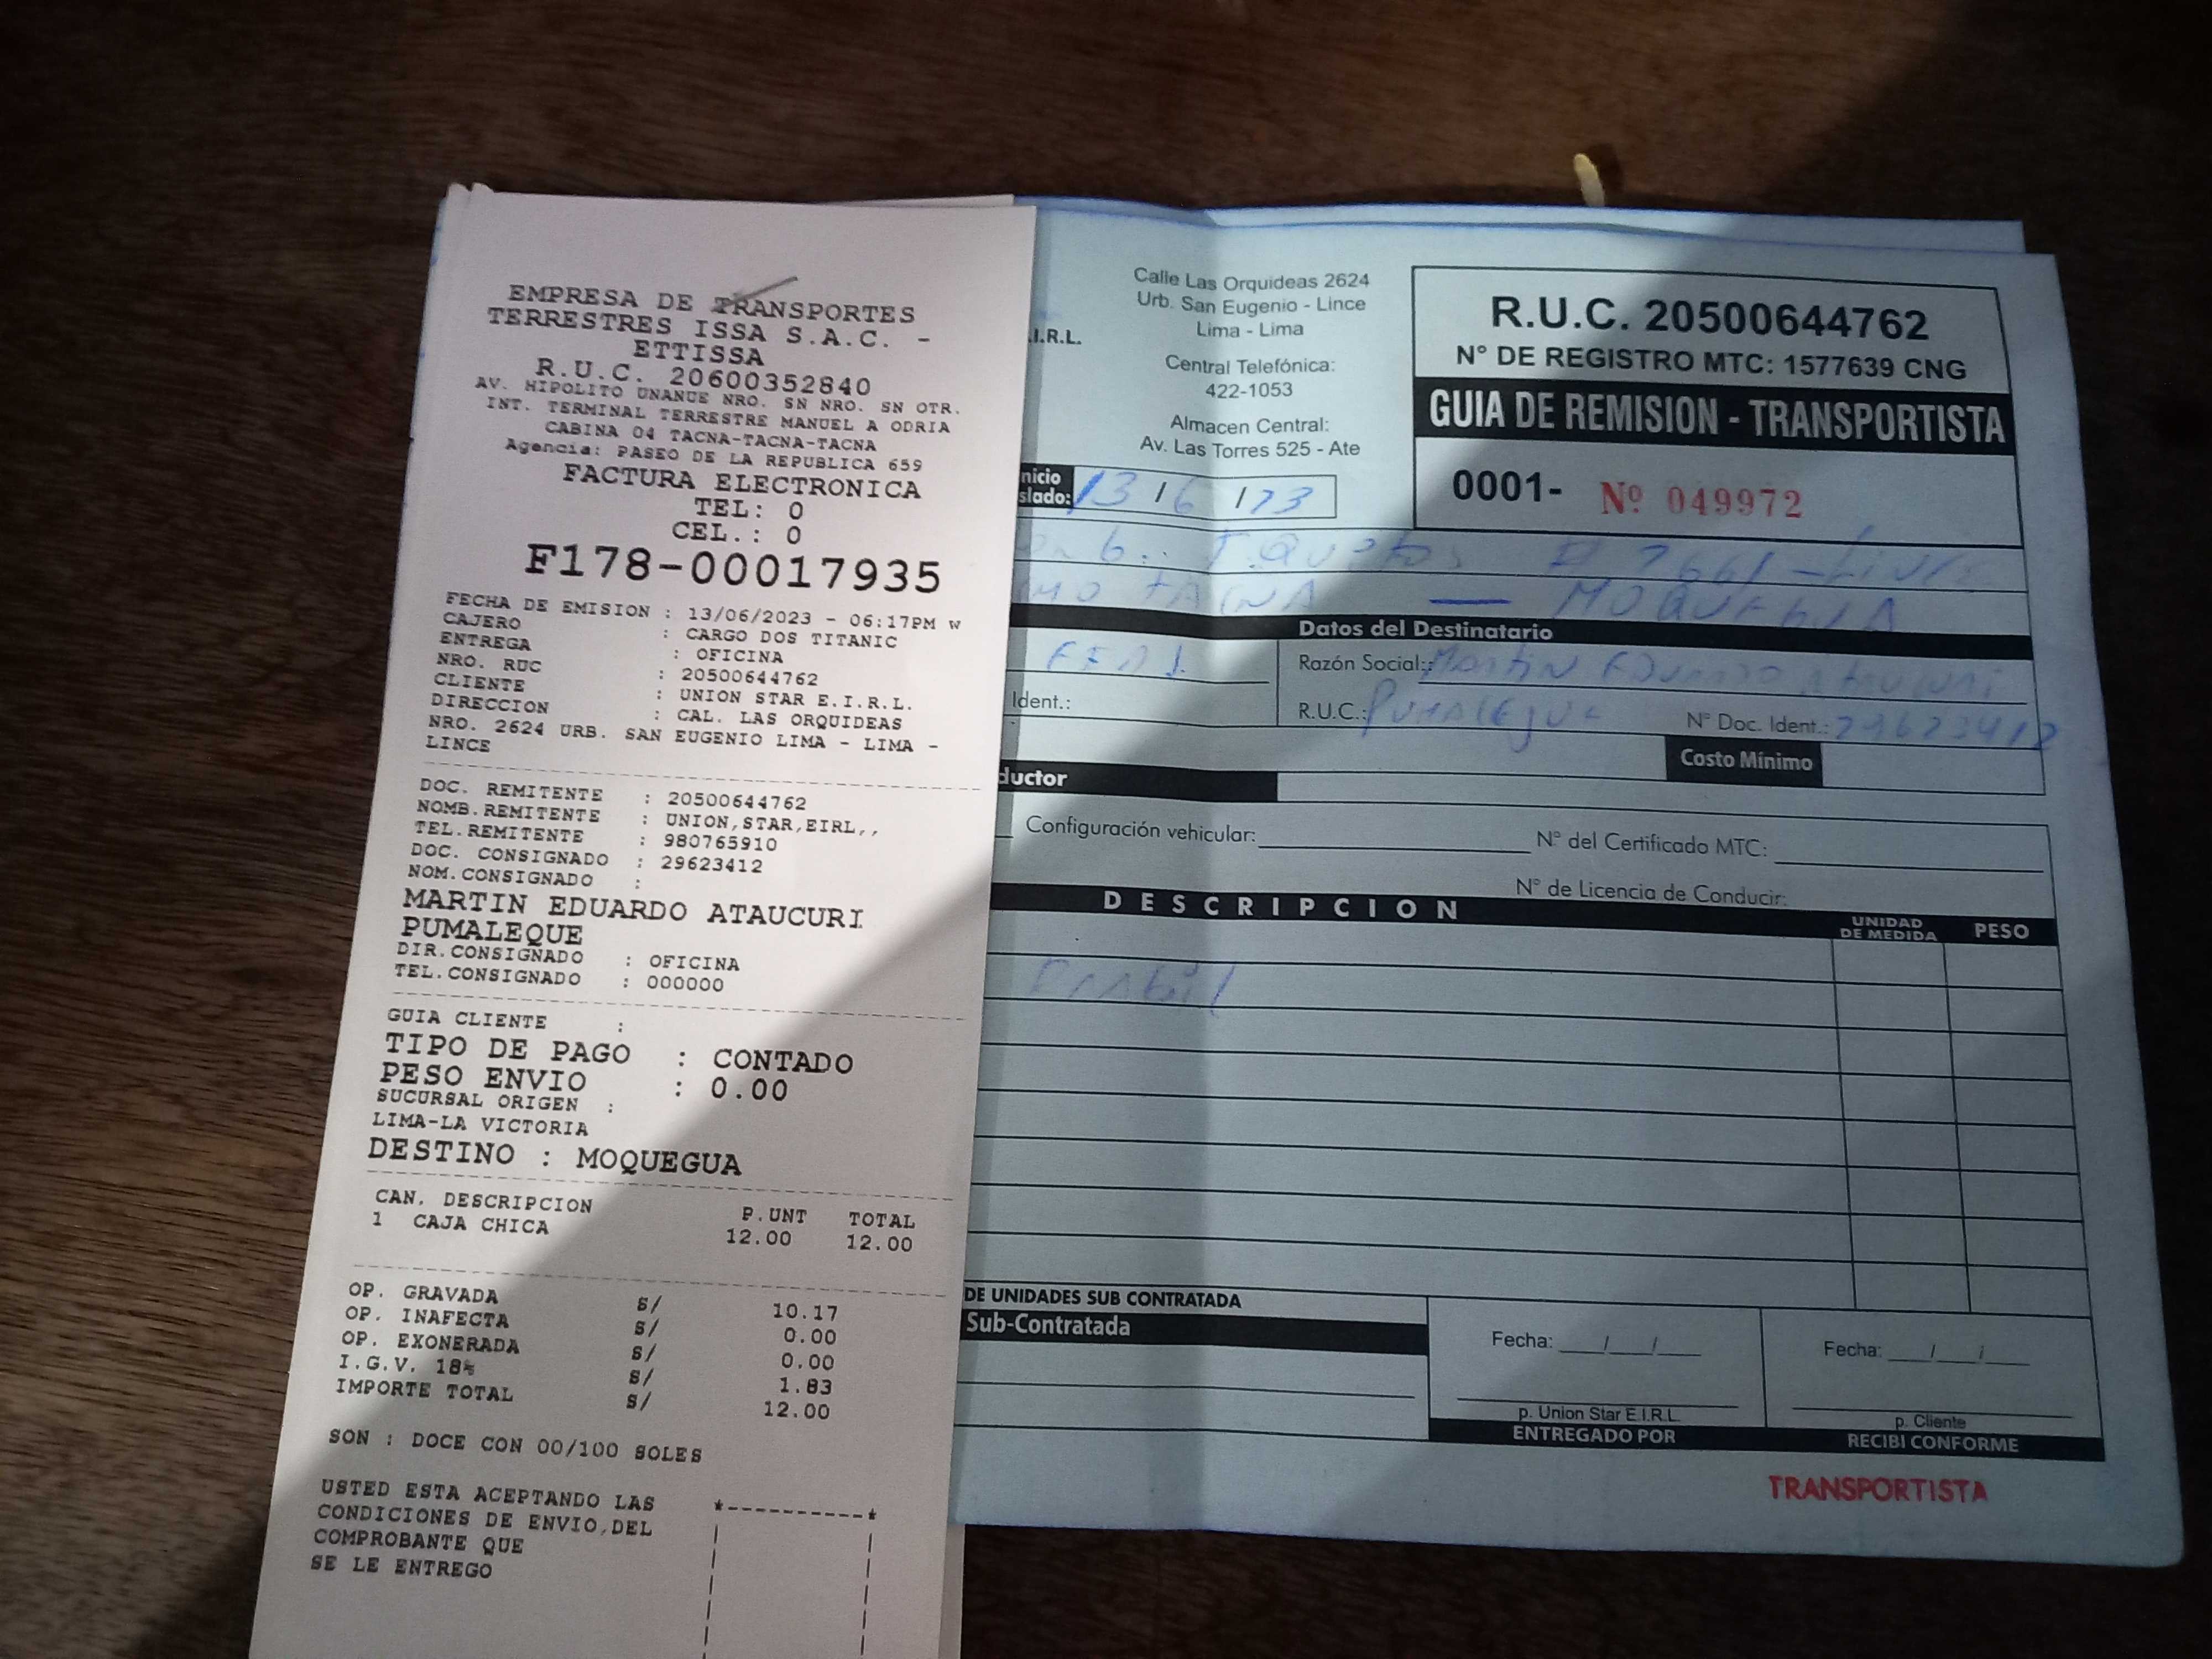 EMPRESA DE TRANSPORTES
TERRESTRES ISSA S.A.C. -
ETTISSA
R.U.C. 20600352840
AV. HIPOLITO UNANUE NRO. SN NRO. SN OTR.
INT. TERMINAL TERRESTRE MANUEL A ODRIA
CABINA 04 TACNA-TACNA-TACNA
Agencia: PASEO DE LA REPUBLICA 659
FACTURA ELECTRONICA
TEL: 0
CEL.: 0
F178-00017935
FECHA DE EMISION : 13/06/2023 - 06:17PM W
CAJERO : CARGO DOS TITANIC
ENTREGA : OFICINA
NRO. RUC : 20500644762
CLIENTE : UNION STAR E.I.R.L.
DIRECCION : CAL. LAS ORQUIDEAS
NRO. 2624 URB. SAN EUGENIO LIMA - LIMA -
LINCE
DOC. REMITENTE : 20500644762
NOMB.REMITENTE : UNION,STAR,EIRL,,
TEL.REMITENTE : 980765910
DOC. CONSIGNADO : 29623412
NOM.CONSIGNADO :
MARTIN EDUARDO ATAUCURI
PUMALEQUE
DIR.CONSIGNADO : OFICINA
TEL.CONSIGNADO : 000000
GUIA CLIENTE :
TIPO DE PAGO : CONTADO
PESO ENVIO : 0.00
SUCURSAL ORIGEN :
LIMA-LA VICTORIA
DESTINO : MOQUEGUA
CAN. DESCRIPCION P.UNT TOTAL
1 CAJA CHICA 12.00 12.00
OP. GRAVADA S/ 10.17
OP. INAFECTA S/ 0.00
OP. EXONERADA S/ 0.00
I.G.V. 18% S/ 1.83
IMPORTE TOTAL S/ 12.00
SON : DOCE CON 00/100 SOLES
USTED ESTA ACEPTANDO LAS
CONDICIONES DE ENVIO,DEL
COMPROBANTE QUE
SE LE ENTREGO
.I.R.L.
Calle Las Orquideas 2624
Urb. San Eugenio - Lince
Lima - Lima
Central Telefónica:
422-1053
Almacen Central:
Av. Las Torres 525 - Ate
R.U.C. 20500644762
N° DE REGISTRO MTC: 1577639 CNG
GUIA DE REMISION - TRANSPORTISTA
0001- Nº 049972
nicio
slado: 13/6/23
TACNA — MOQUEGUA
Datos del Destinatario
Razón Social: Martin Eduardo Ataucuri
Ident.:
R.U.C.: Pumaleque N° Doc. Ident.: 29623412
Costo Mínimo
ductor
Configuración vehicular: N° del Certificado MTC:
N° de Licencia de Conducir:
DESCRIPCION UNIDAD DE MEDIDA PESO
DE UNIDADES SUB CONTRATADA
Sub-Contratada
Fecha: / / Fecha: / /
p. Union Star E.I.R.L. p. Cliente
ENTREGADO POR RECIBI CONFORME
TRANSPORTISTA